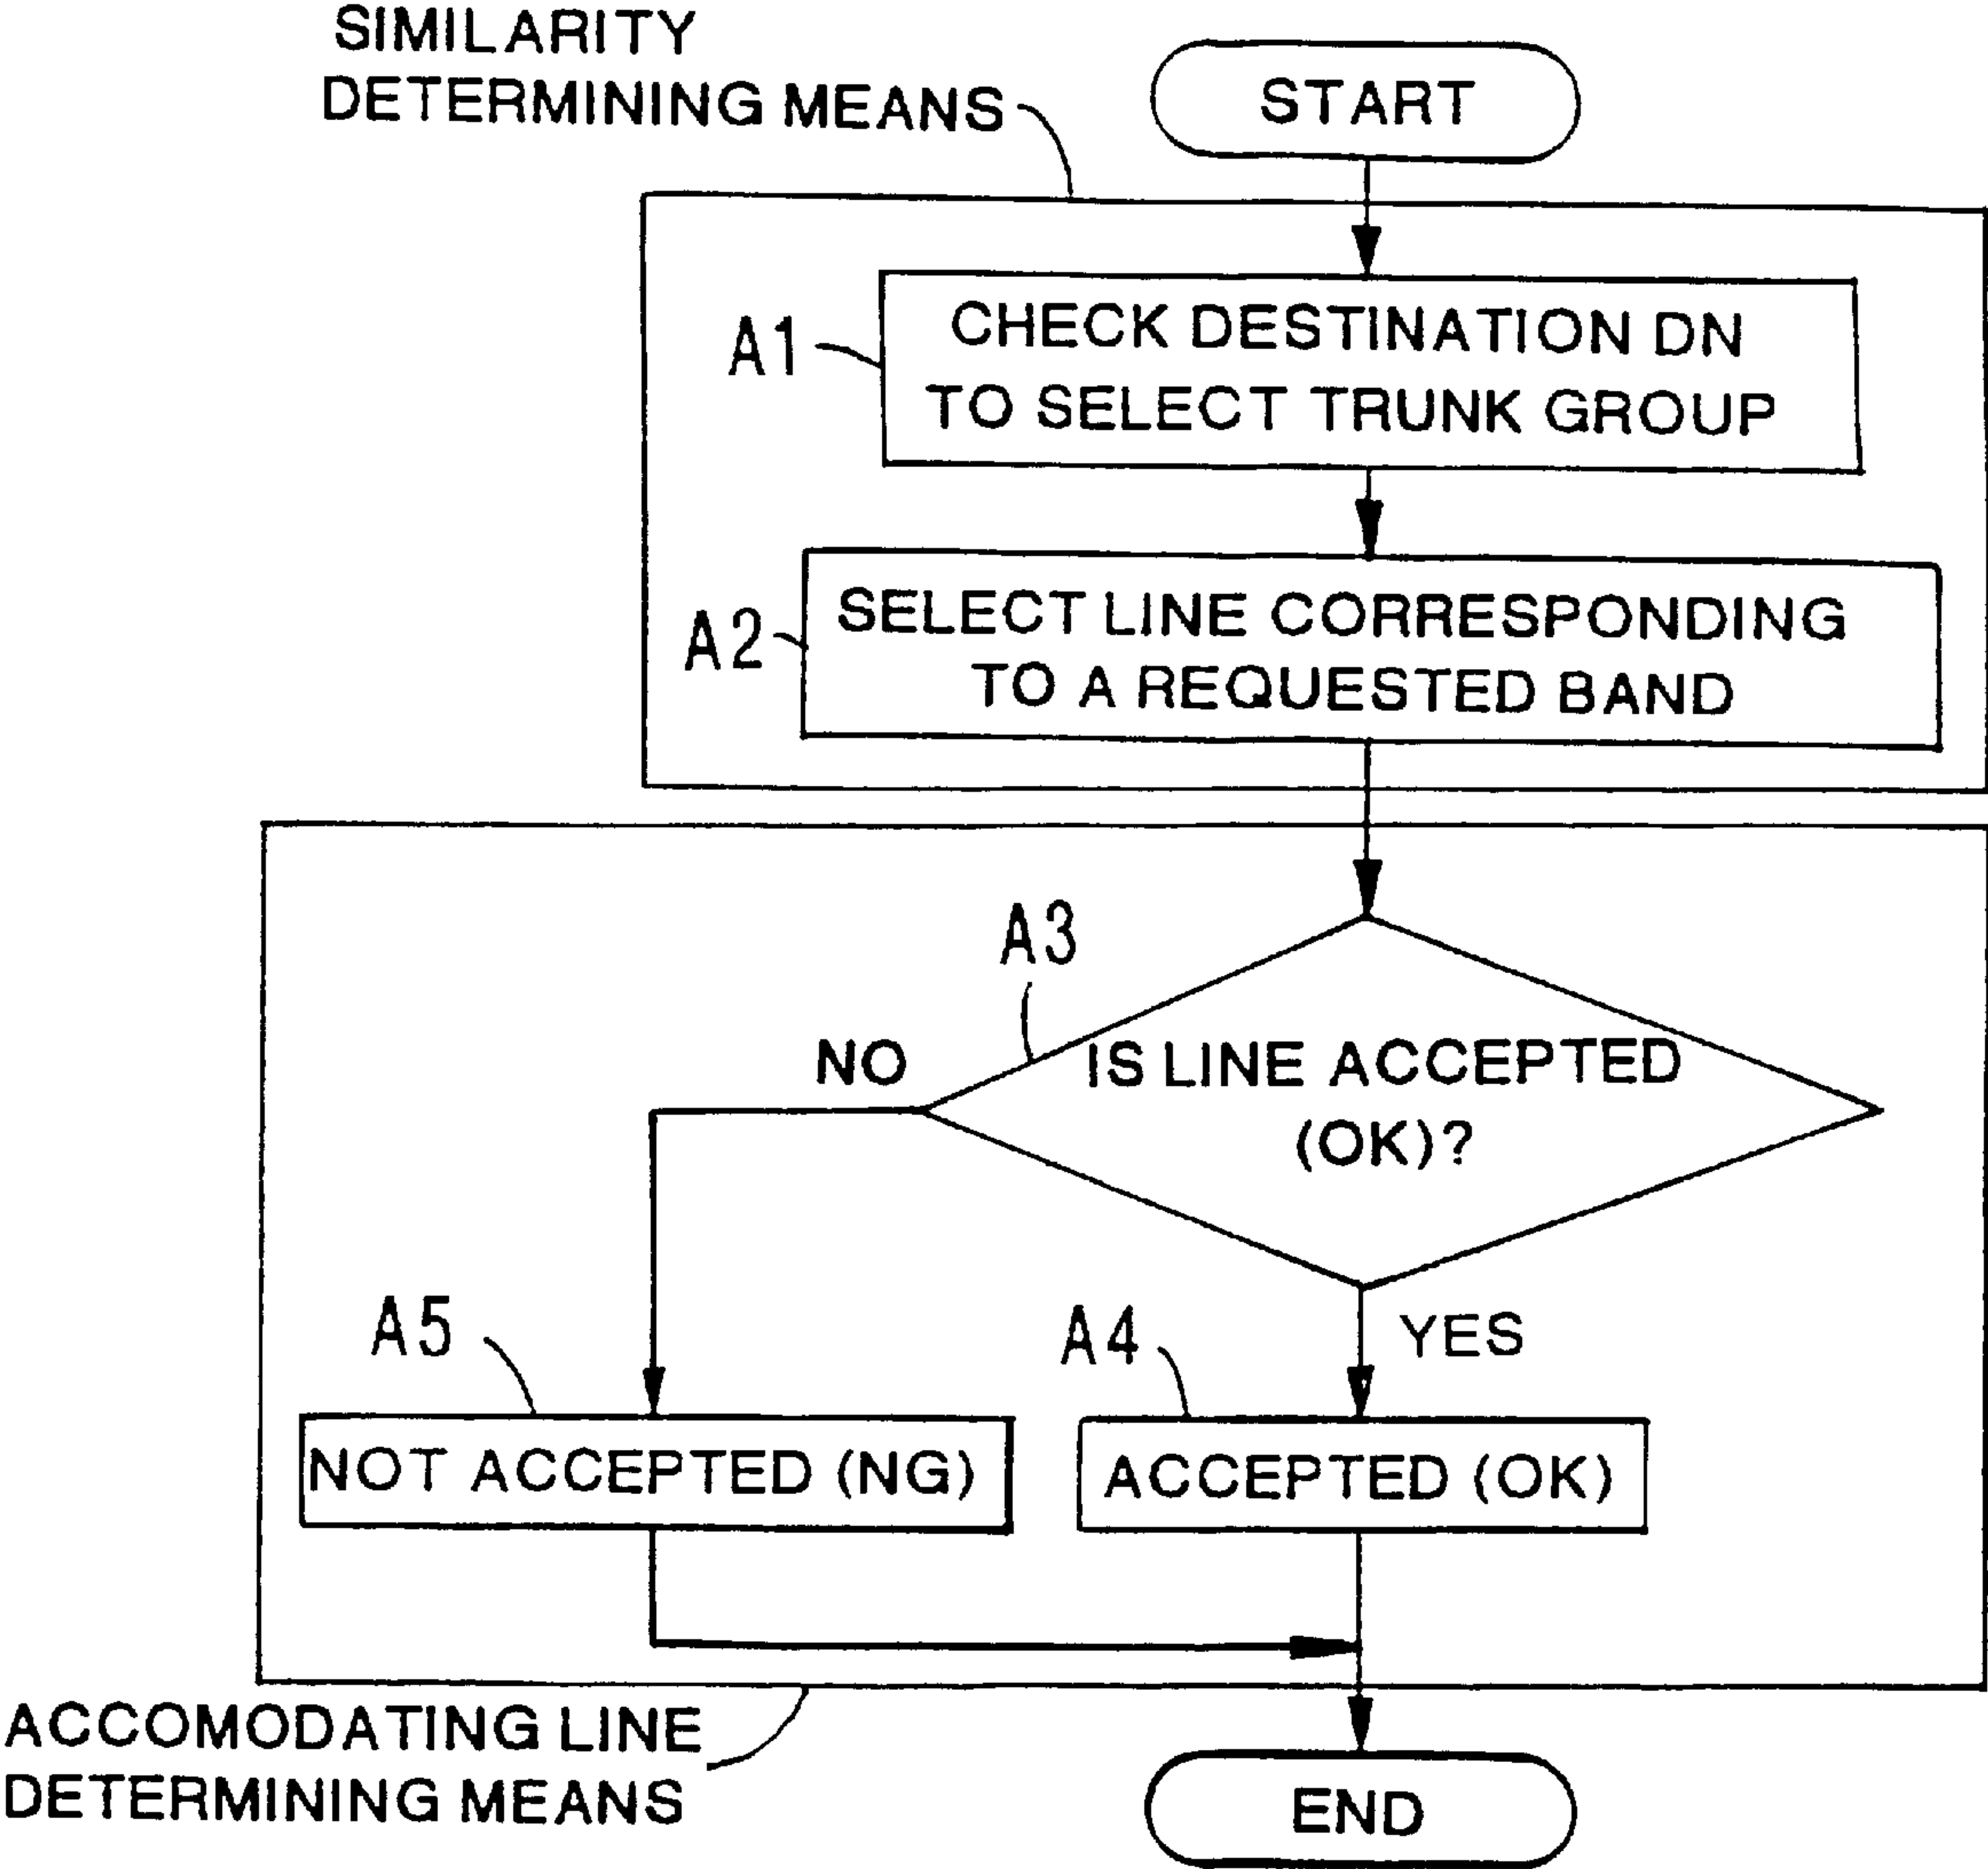 SIMILARITY
DETERMINING MEANS
START
A1
CHECK DESTINATION DN
TO SELECT TRUNK GROUP
A2
SELECT LINE CORRESPONDING
TO A REQUESTED BAND
A3
NO
IS LINE ACCEPTED
(OK)?
YES
A5
A4
NOT ACCEPTED (NG)
ACCEPTED (OK)
ACCOMODATING LINE
DETERMINING MEANS
END